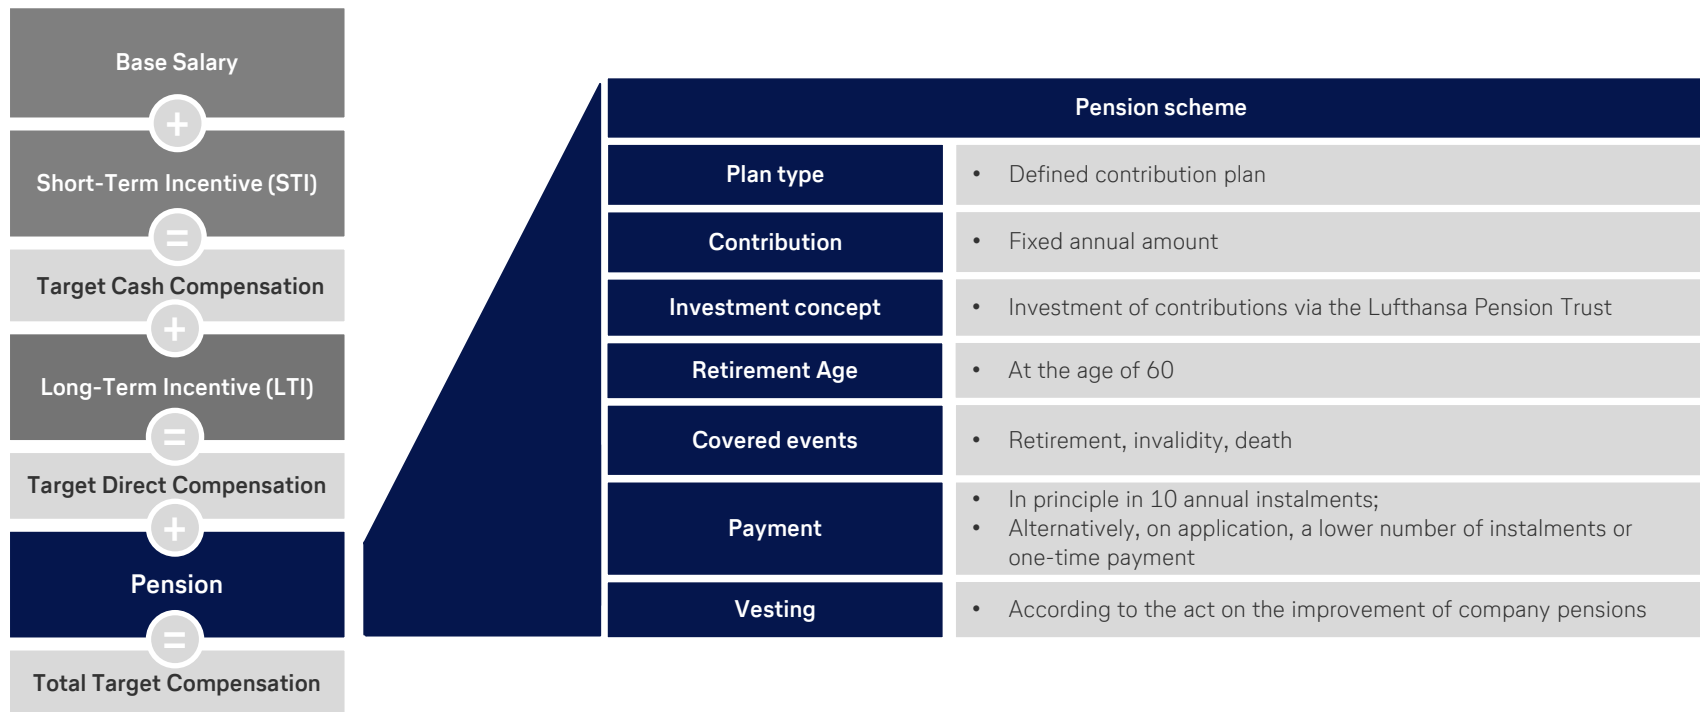 Base Salary
+
Short-Term Incentive (STI)
=
Target Cash Compensation
+
Long-Term Incentive (LTI)
=
Target Direct Compensation
+
Pension
=
Total Target Compensation
Pension scheme
Plan type
• Defined contribution plan
Contribution
• Fixed annual amount
Investment concept
• Investment of contributions via the Lufthansa Pension Trust
Retirement Age
• At the age of 60
Covered events
• Retirement, invalidity, death
Payment
• In principle in 10 annual instalments;
• Alternatively, on application, a lower number of instalments or
one-time payment
Vesting
• According to the act on the improvement of company pensions